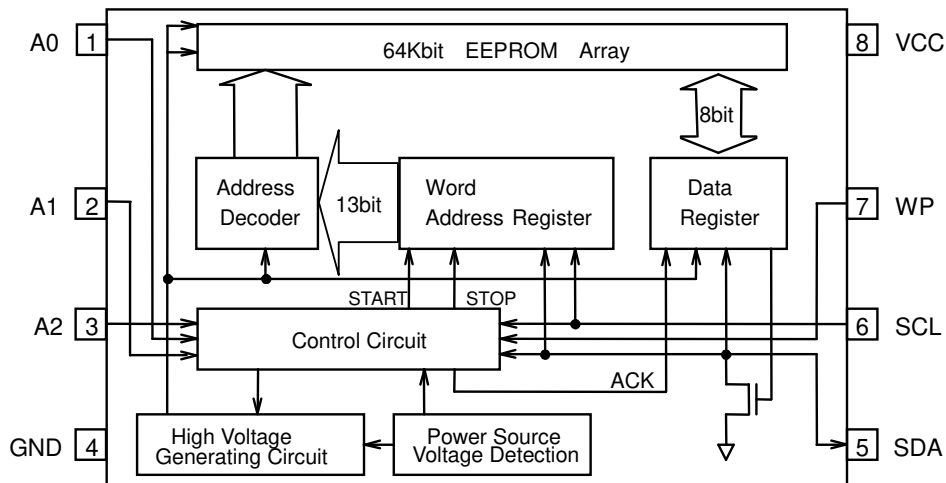 A0 1
64Kbit EEPROM Array
8 VCC
8bit
A1 2
Address
Decoder
13bit
Word
Address Register
Data
Register
7 WP
START STOP
A2 3
Control Circuit
6 SCL
ACK
GND 4
High Voltage
Generating Circuit
Power Source
Voltage Detection
5 SDA